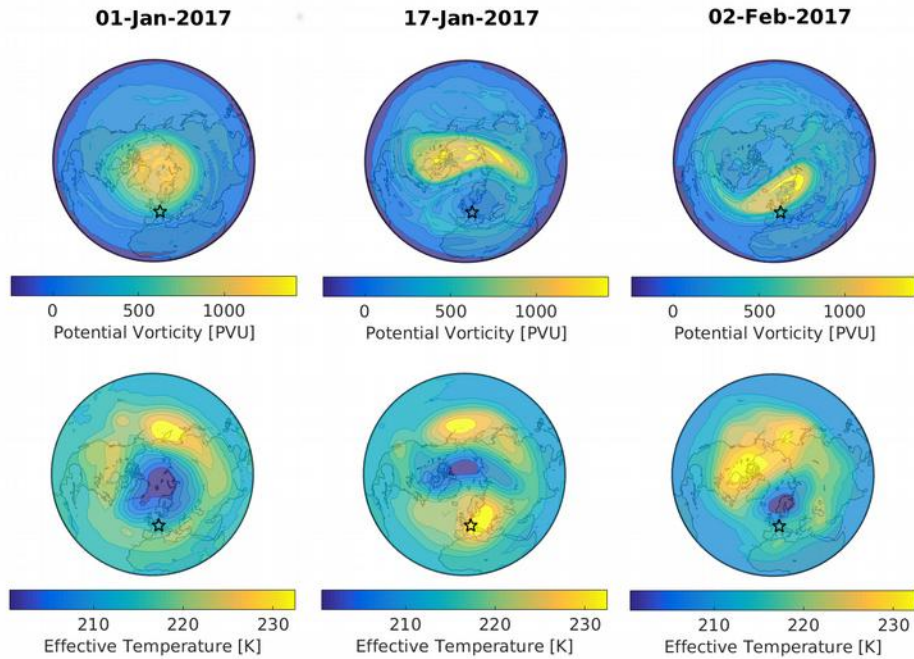 01-Jan-2017 17-Jan-2017 02-Feb-2017
0 500 1000 0 500 1000 0 500 1000
Potential Vorticity [PVU] Potential Vorticity [PVU] Potential Vorticity [PVU]
210 220 230 210 220 230 210 220 230
Effective Temperature [K] Effective Temperature [K] Effective Temperature [K]